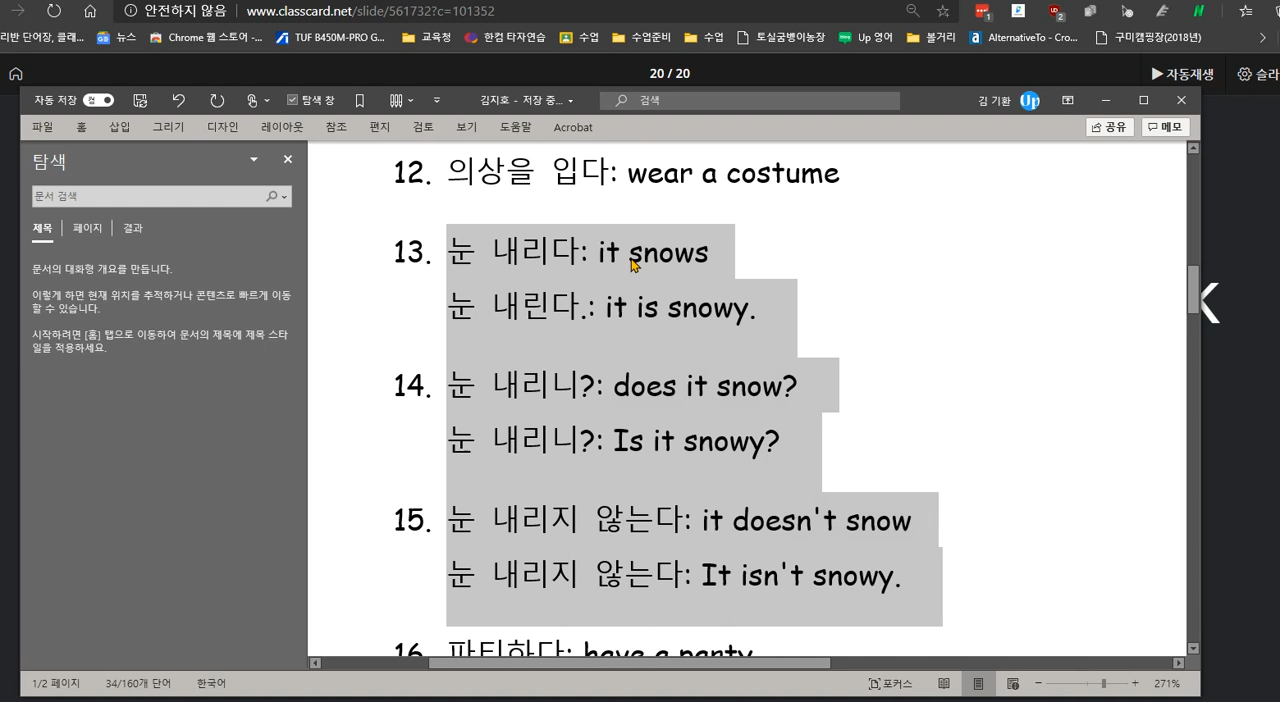 안전하지 않음 www.classcard.net/slide/561732?c=101352
리반 단어장, 클래... 뉴스 Chrome 웹 스토어 -... TUF B450M-PRO G... 교육청 한컴 타자연습 수업 수업준비 수업 토실굼벵이농장 Up 영어 볼거리 AlternativeTo - Cro... 구미캠핑장(2018년)
20 / 20 자동재생 슬라
자동 저장 탐색 창 김지호 - 저장 중... 검색 김 기환 Up
파일 홈 삽입 그리기 디자인 레이아웃 참조 편지 검토 보기 도움말 Acrobat 공유 메모
탐색
문서 검색
제목 페이지 결과
문서의 대화형 개요를 만듭니다.
이렇게 하면 현재 위치를 추적하거나 콘텐츠로 빠르게 이동
할 수 있습니다.
시작하려면 [홈] 탭으로 이동하여 문서의 제목에 제목 스타
일을 적용하세요.
12. 의상을 입다: wear a costume
13. 눈 내리다: it snows
눈 내린다.: it is snowy.
14. 눈 내리니?: does it snow?
눈 내리니?: Is it snowy?
15. 눈 내리지 않는다: it doesn't snow
눈 내리지 않는다: It isn't snowy.
16. 파티하다: have a party
1/2 페이지 34/160개 단어 한국어 포커스 271%